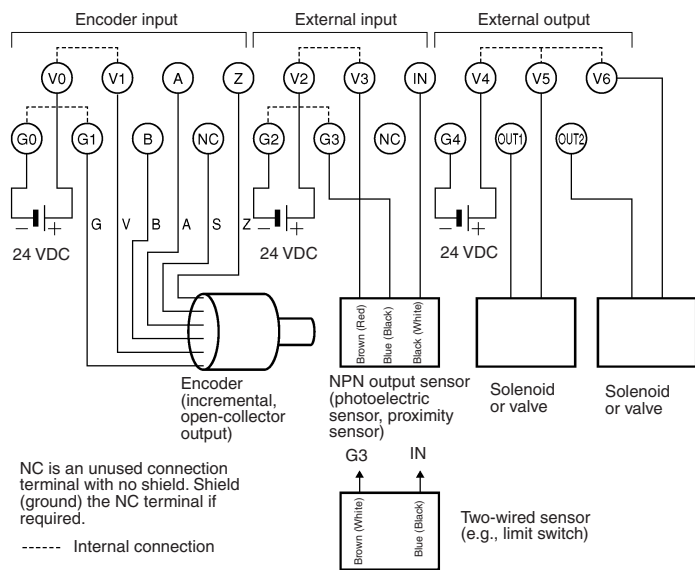 Encoder input
External input
External output
V0
V1
A
Z
V2
V3
IN
V4
V5
V6
G0
G1
B
NC
G2
G3
NC
G4
OUT1
OUT2
G
V
B
A
S
Z
− +
24 VDC
− +
24 VDC
− +
24 VDC
Brown (Red)
Blue (Black)
Black (White)
Encoder
(incremental,
open-collector
output)
NPN output sensor
(photoelectric
sensor, proximity
sensor)
Solenoid
or valve
Solenoid
or valve
G3
IN
Brown (White)
Blue (Black)
Two-wired sensor
(e.g., limit switch)
NC is an unused connection
terminal with no shield. Shield
(ground) the NC terminal if
required.
Internal connection